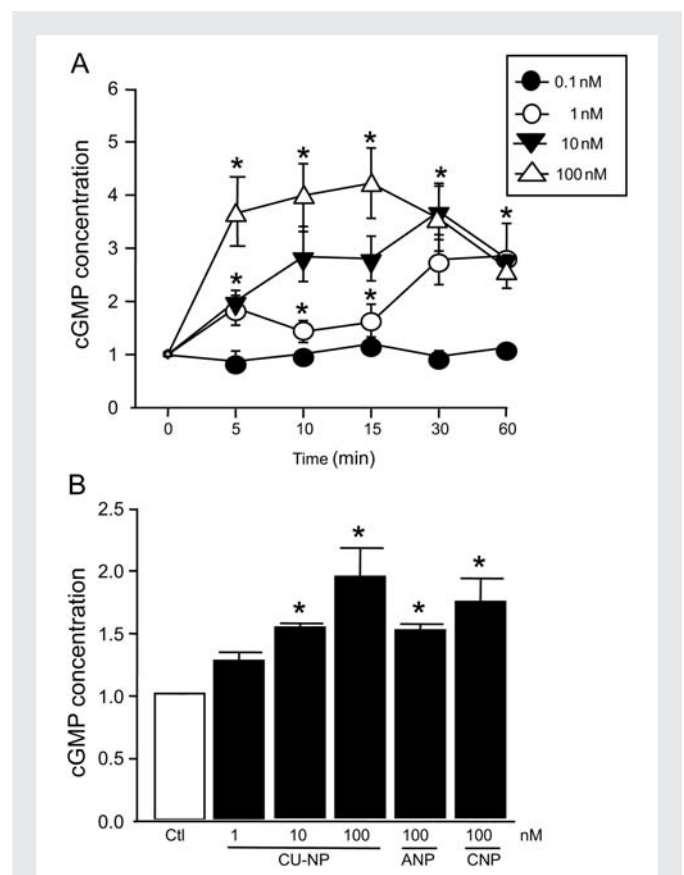 A
6
5
4
3
2
1
0
cGMP concentration
0.1 nM
1 nM
10 nM
100 nM
* * * * *
* * *
0 5 10 15 30 60
Time (min)
B
2.5
2.0
1.5
1.0
0.5
0.0
cGMP concentration
* * * *
Ctl 1 10 100 100 100 nM
CU-NP ANP CNP